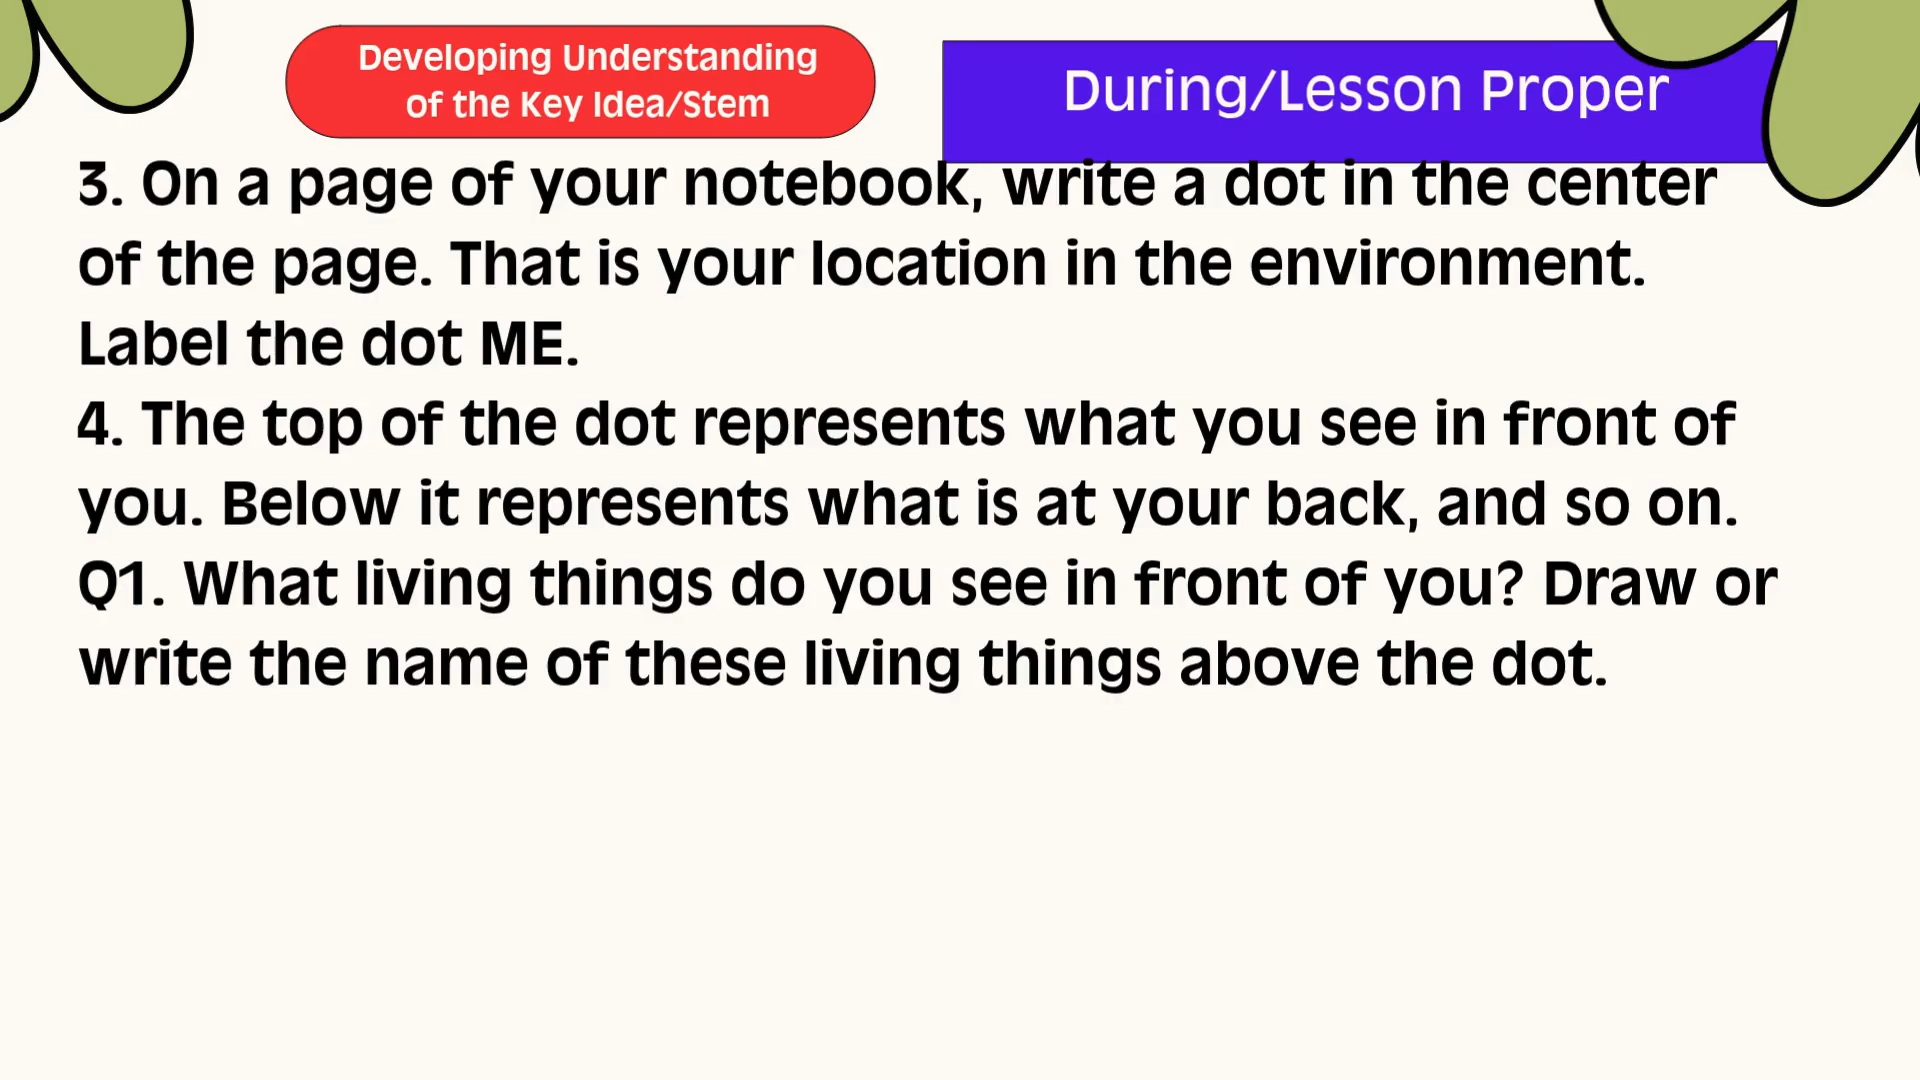 Developing Understanding
of the Key Idea/Stem
During/Lesson Proper
3. On a page of your notebook, write a dot in the center
of the page. That is your location in the environment.
Label the dot ME.
4. The top of the dot represents what you see in front of
you. Below it represents what is at your back, and so on.
Q1. What living things do you see in front of you? Draw or
write the name of these living things above the dot.